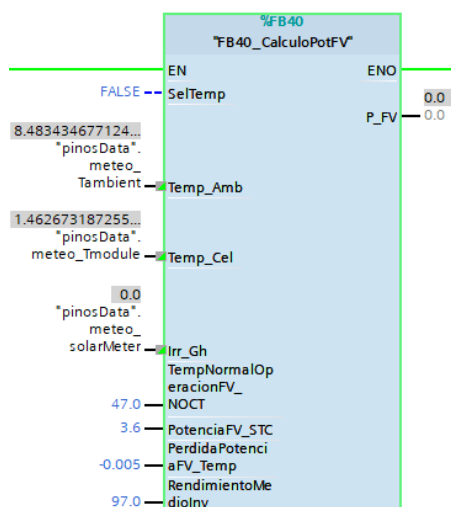 %FB40
"FB40_CalculoPotFV"
EN ENO
FALSE SelTemp
0.0
P_FV 0.0
8.483434677124...
"pinosData".
meteo_
Tambient Temp_Amb
1.462673187255...
"pinosData".
meteo_Tmodule Temp_Cel
0.0
"pinosData".
meteo_
solarMeter Irr_Gh
TempNormalOp
eracionFV_
47.0 NOCT
3.6 PotenciaFV_STC
PerdidaPotenci
-0.005 aFV_Temp
RendimientoMe
97.0 dioInv